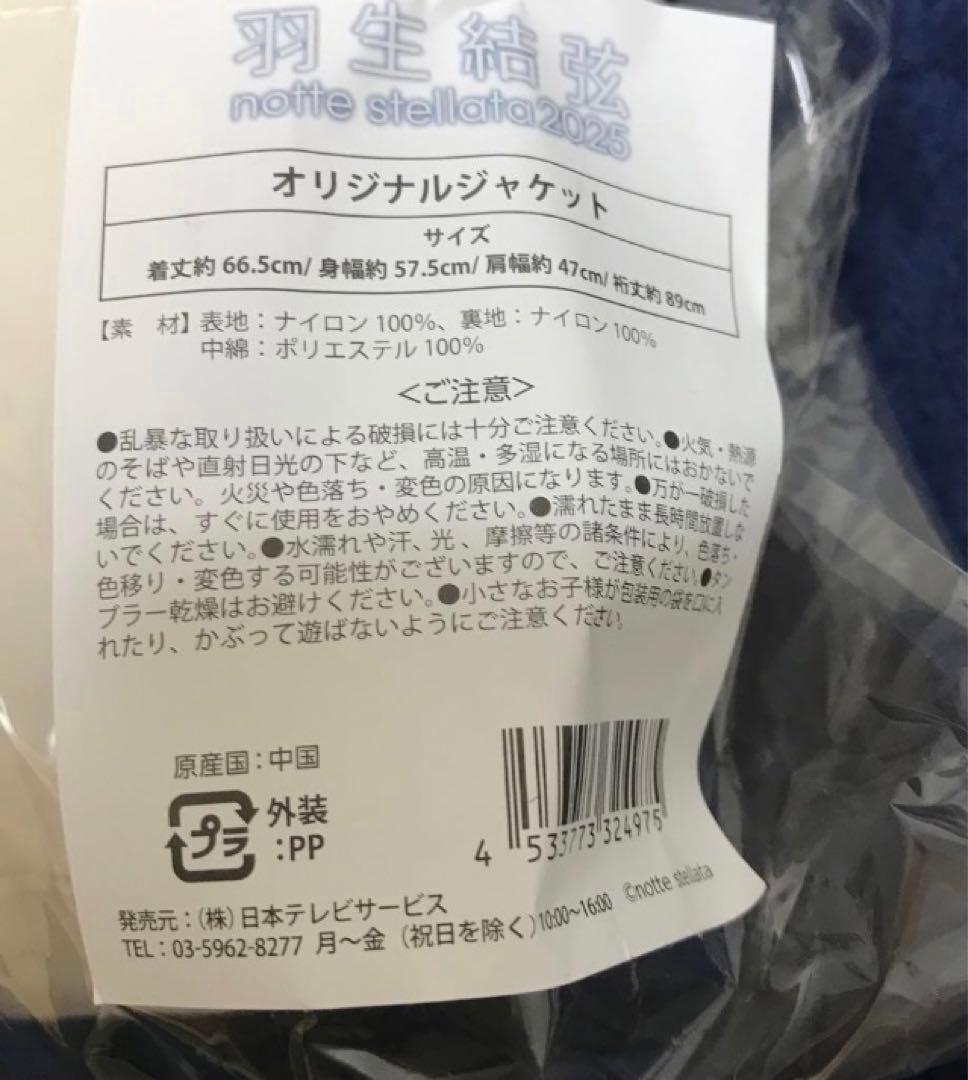 羽生結弦
notte stellata2025
オリジナルジャケット
サイズ
着丈約 66.5cm/ 身幅約 57.5cm/ 肩幅約 47cm/ 裄丈約 89cm
【素　材】表地：ナイロン 100%、裏地：ナイロン 100%
中綿：ポリエステル 100%
＜ご注意＞
●乱暴な取り扱いによる破損には十分ご注意ください。●火気・熱源
のそばや直射日光の下など、高温・多湿になる場所にはおかないで
ください。火災や色落ち・変色の原因になります。●万が一破損した
場合は、すぐに使用をおやめください。●濡れたまま長時間放置しな
いでください。●水濡れや汗、光、摩擦等の諸条件により、色落ち・
色移り・変色する可能性がございますので、ご注意ください。●タン
ブラー乾燥はお避けください。●小さなお子様が包装用の袋を口に入
れたり、かぶって遊ばないようにご注意ください。
原産国：中国
プラ 外装
：PP
4 533773 324975
©notte stellata
発売元：（株）日本テレビサービス
TEL：03-5962-8277 月〜金（祝日を除く）10:00〜16:00